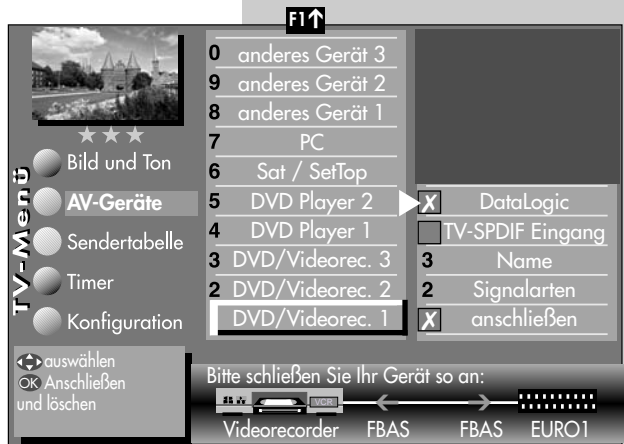 F1↑
0 anderes Gerät 3
9 anderes Gerät 2
8 anderes Gerät 1
7 PC
6 Sat / SetTop
5 DVD Player 2
4 DVD Player 1
3 DVD/Videorec. 3
2 DVD/Videorec. 2
DVD/Videorec. 1
TV-Menü
Bild und Ton
AV-Geräte
Sendertabelle
Timer
Konfiguration
X DataLogic
TV-SPDIF Eingang
3 Name
2 Signalarten
X anschließen
auswählen
OK Anschließen
und löschen
Bitte schließen Sie Ihr Gerät so an:
VCR
Videorecorder FBAS FBAS EURO1